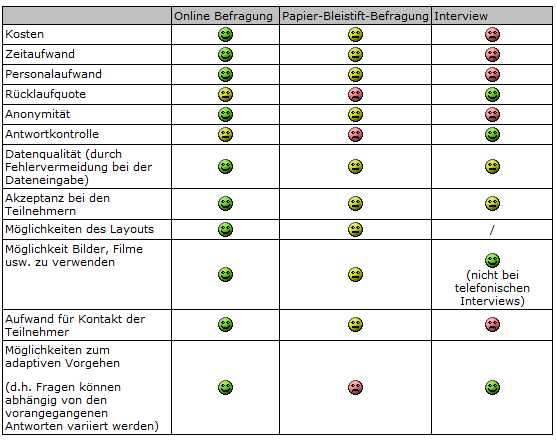 Online Befragung Papier-Bleistift-Befragung Interview
Kosten
Zeitaufwand
Personalaufwand
Rücklaufquote
Anonymität
Antwortkontrolle
Datenqualität (durch
Fehlervermeidung bei der
Dateneingabe)
Akzeptanz bei den
Teilnehmern
Möglichkeiten des Layouts /
Möglichkeit Bilder, Filme
usw. zu verwenden
(nicht bei
telefonischen
Interviews)
Aufwand für Kontakt der
Teilnehmer
Möglichkeiten zum
adaptiven Vorgehen
(d.h. Fragen können
abhängig von den
vorangegangenen
Antworten variiert werden)